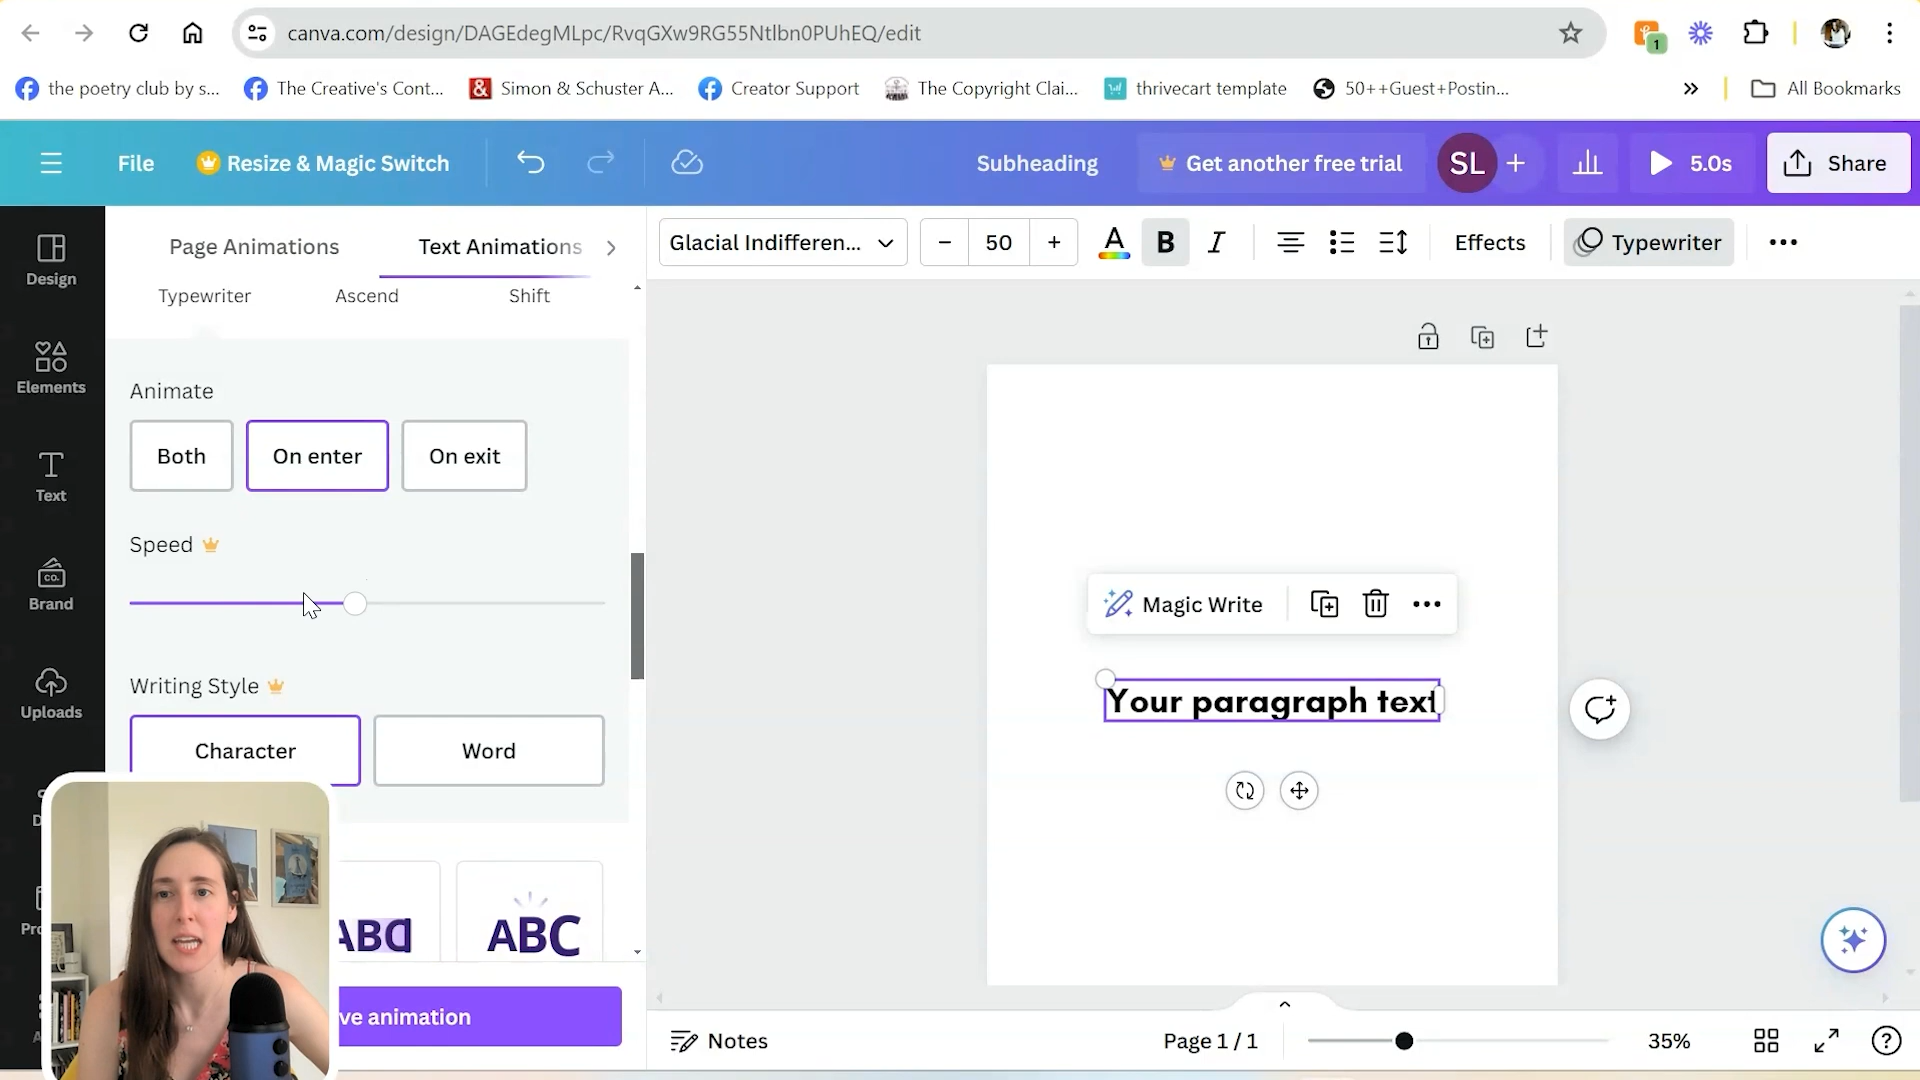 canva.com/design/DAGEdegMLpc/RvqGXw9RG55Ntlbn0PUhEQ/edit
1
the poetry club by s...
The Creative's Cont...
Simon & Schuster A...
Creator Support
The Copyright Clai...
thrivecart template
50++Guest+Postin...
All Bookmarks
File
Resize & Magic Switch
Subheading
Get another free trial
SL
5.0s
Share
Design
Elements
Text
Brand
Uploads
Page Animations
Text Animations
Typewriter
Ascend
Shift
Animate
Both
On enter
On exit
Speed
Writing Style
Character
Word
ABC
animation
Glacial Indifferen...
50
A
B
I
Effects
Typewriter
Magic Write
Your paragraph text
Notes
Page 1 / 1
35%